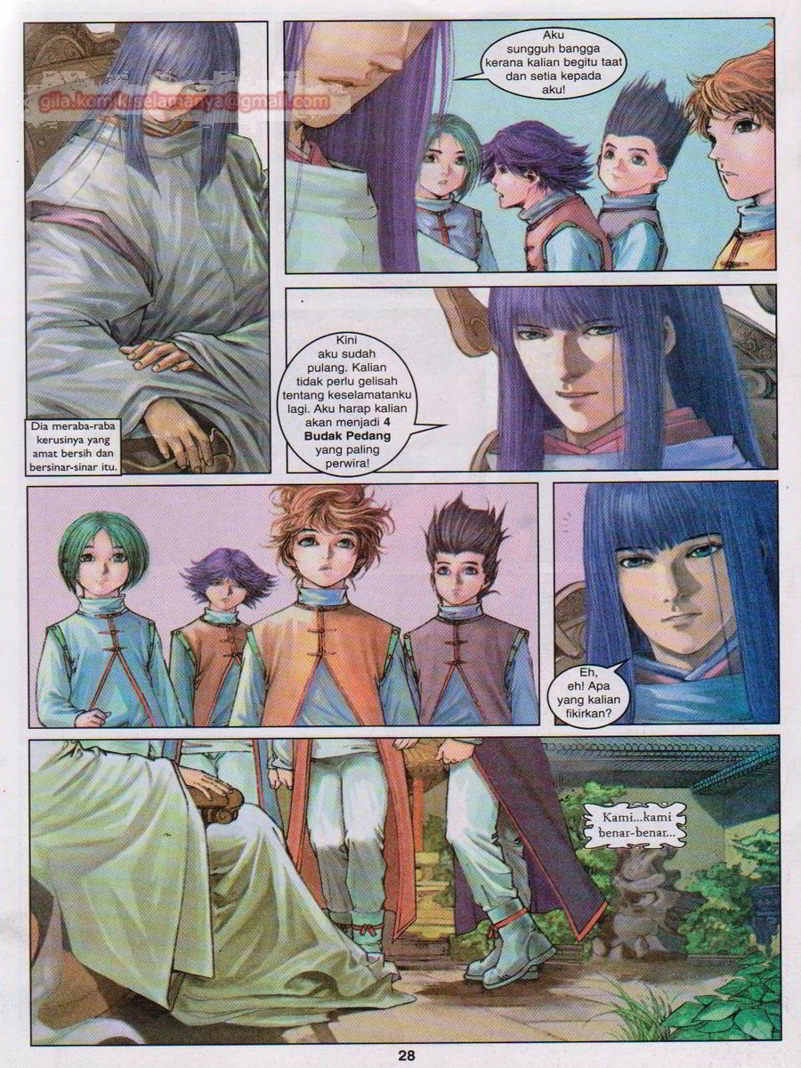 gila.komik.selamanya@gmail.com
Dia meraba-raba
kerusinya yang
amat bersih dan
bersinar-sinar itu.
Aku
sungguh bangga
kerana kalian begitu taat
dan setia kepada
aku!
Kini
aku sudah
pulang. Kalian
tidak perlu gelisah
tentang keselamatanku
lagi. Aku harap kalian
akan menjadi 4
Budak Pedang
yang paling
perwira!
Eh,
eh! Apa
yang kalian
fikirkan?
Kami...kami
benar-benar...
28